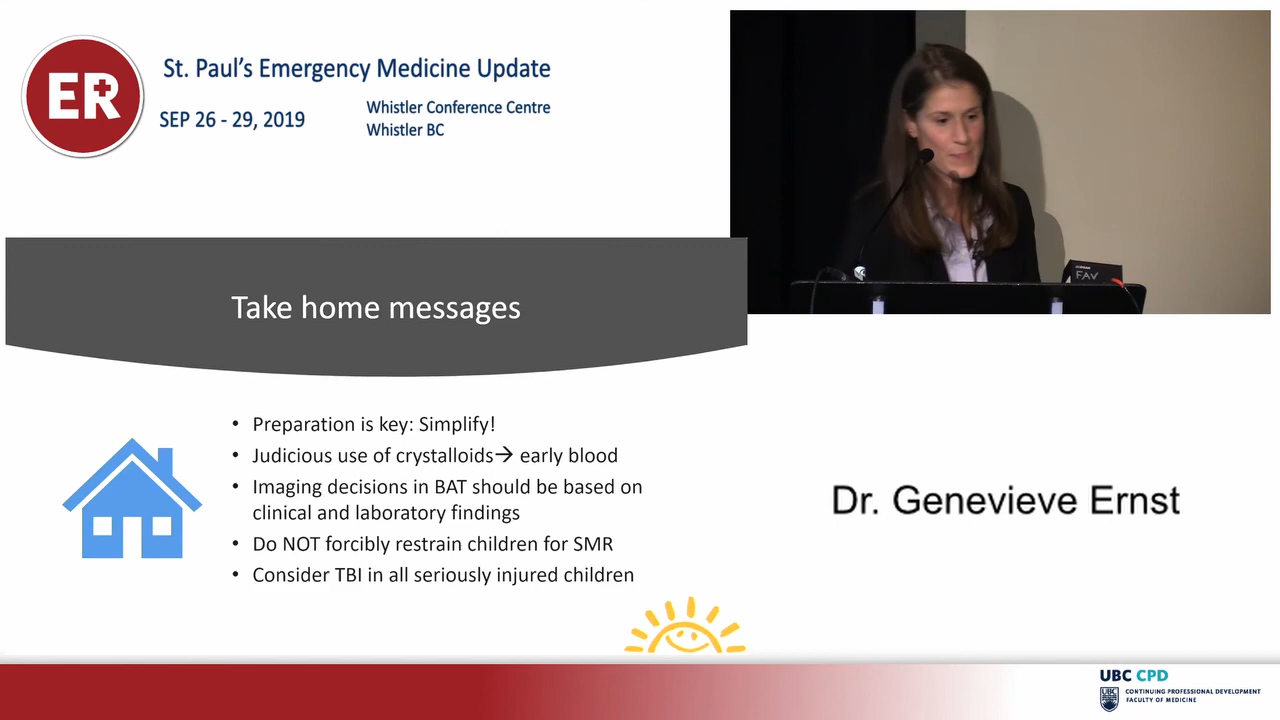 ER
St. Paul's Emergency Medicine Update
SEP 26 - 29, 2019
Whistler Conference Centre
Whistler BC
FAV
Take home messages
• Preparation is key: Simplify!
• Judicious use of crystalloids→ early blood
• Imaging decisions in BAT should be based on
clinical and laboratory findings
• Do NOT forcibly restrain children for SMR
• Consider TBI in all seriously injured children
Dr. Genevieve Ernst
UBC CPD
UBC
CONTINUING PROFESSIONAL DEVELOPMENT
FACULTY OF MEDICINE